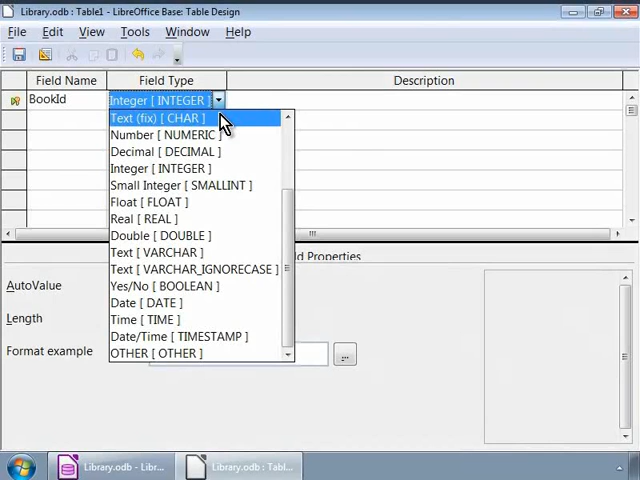 Library.odb: Table1 - LibreOffice Base: Table Design
File Edit View Tools Window Help
Field Name Field Type Description
BookId Integer [ INTEGER ]
Text (fix) [ CHAR ]
Number [ NUMERIC ]
Decimal [ DECIMAL ]
Integer [ INTEGER ]
Small Integer [ SMALLINT ]
Float [ FLOAT ]
Real [ REAL ]
Double [ DOUBLE ]
Text [ VARCHAR ]
Text [ VARCHAR_IGNORECASE ]
Yes/No [ BOOLEAN ]
Date [ DATE ]
Time [ TIME ]
Date/Time [ TIMESTAMP ]
OTHER [ OTHER ]
Properties
AutoValue
Length
Format example
...
Library.odb - Libr...
Library.odb : Tabl...